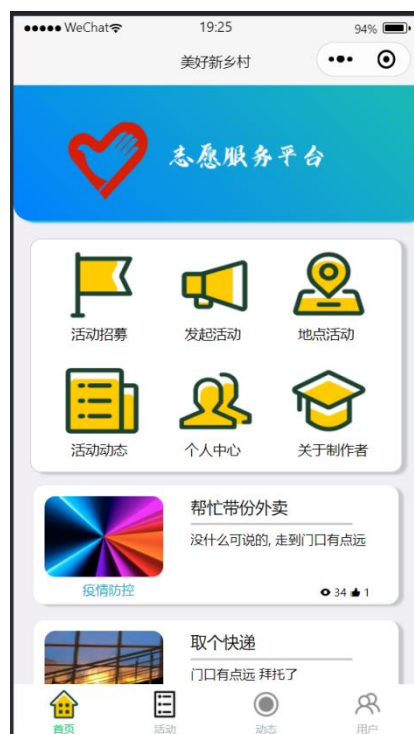 WeChat
19:25
94%
美好新乡村
志愿服务平台
活动招募
发起活动
地点活动
活动动态
个人中心
关于制作者
帮忙带份外卖
没什么可说的, 走到门口有点远
疫情防控
34 1
取个快递
门口有点远 拜托了
首页
活动
动态
用户